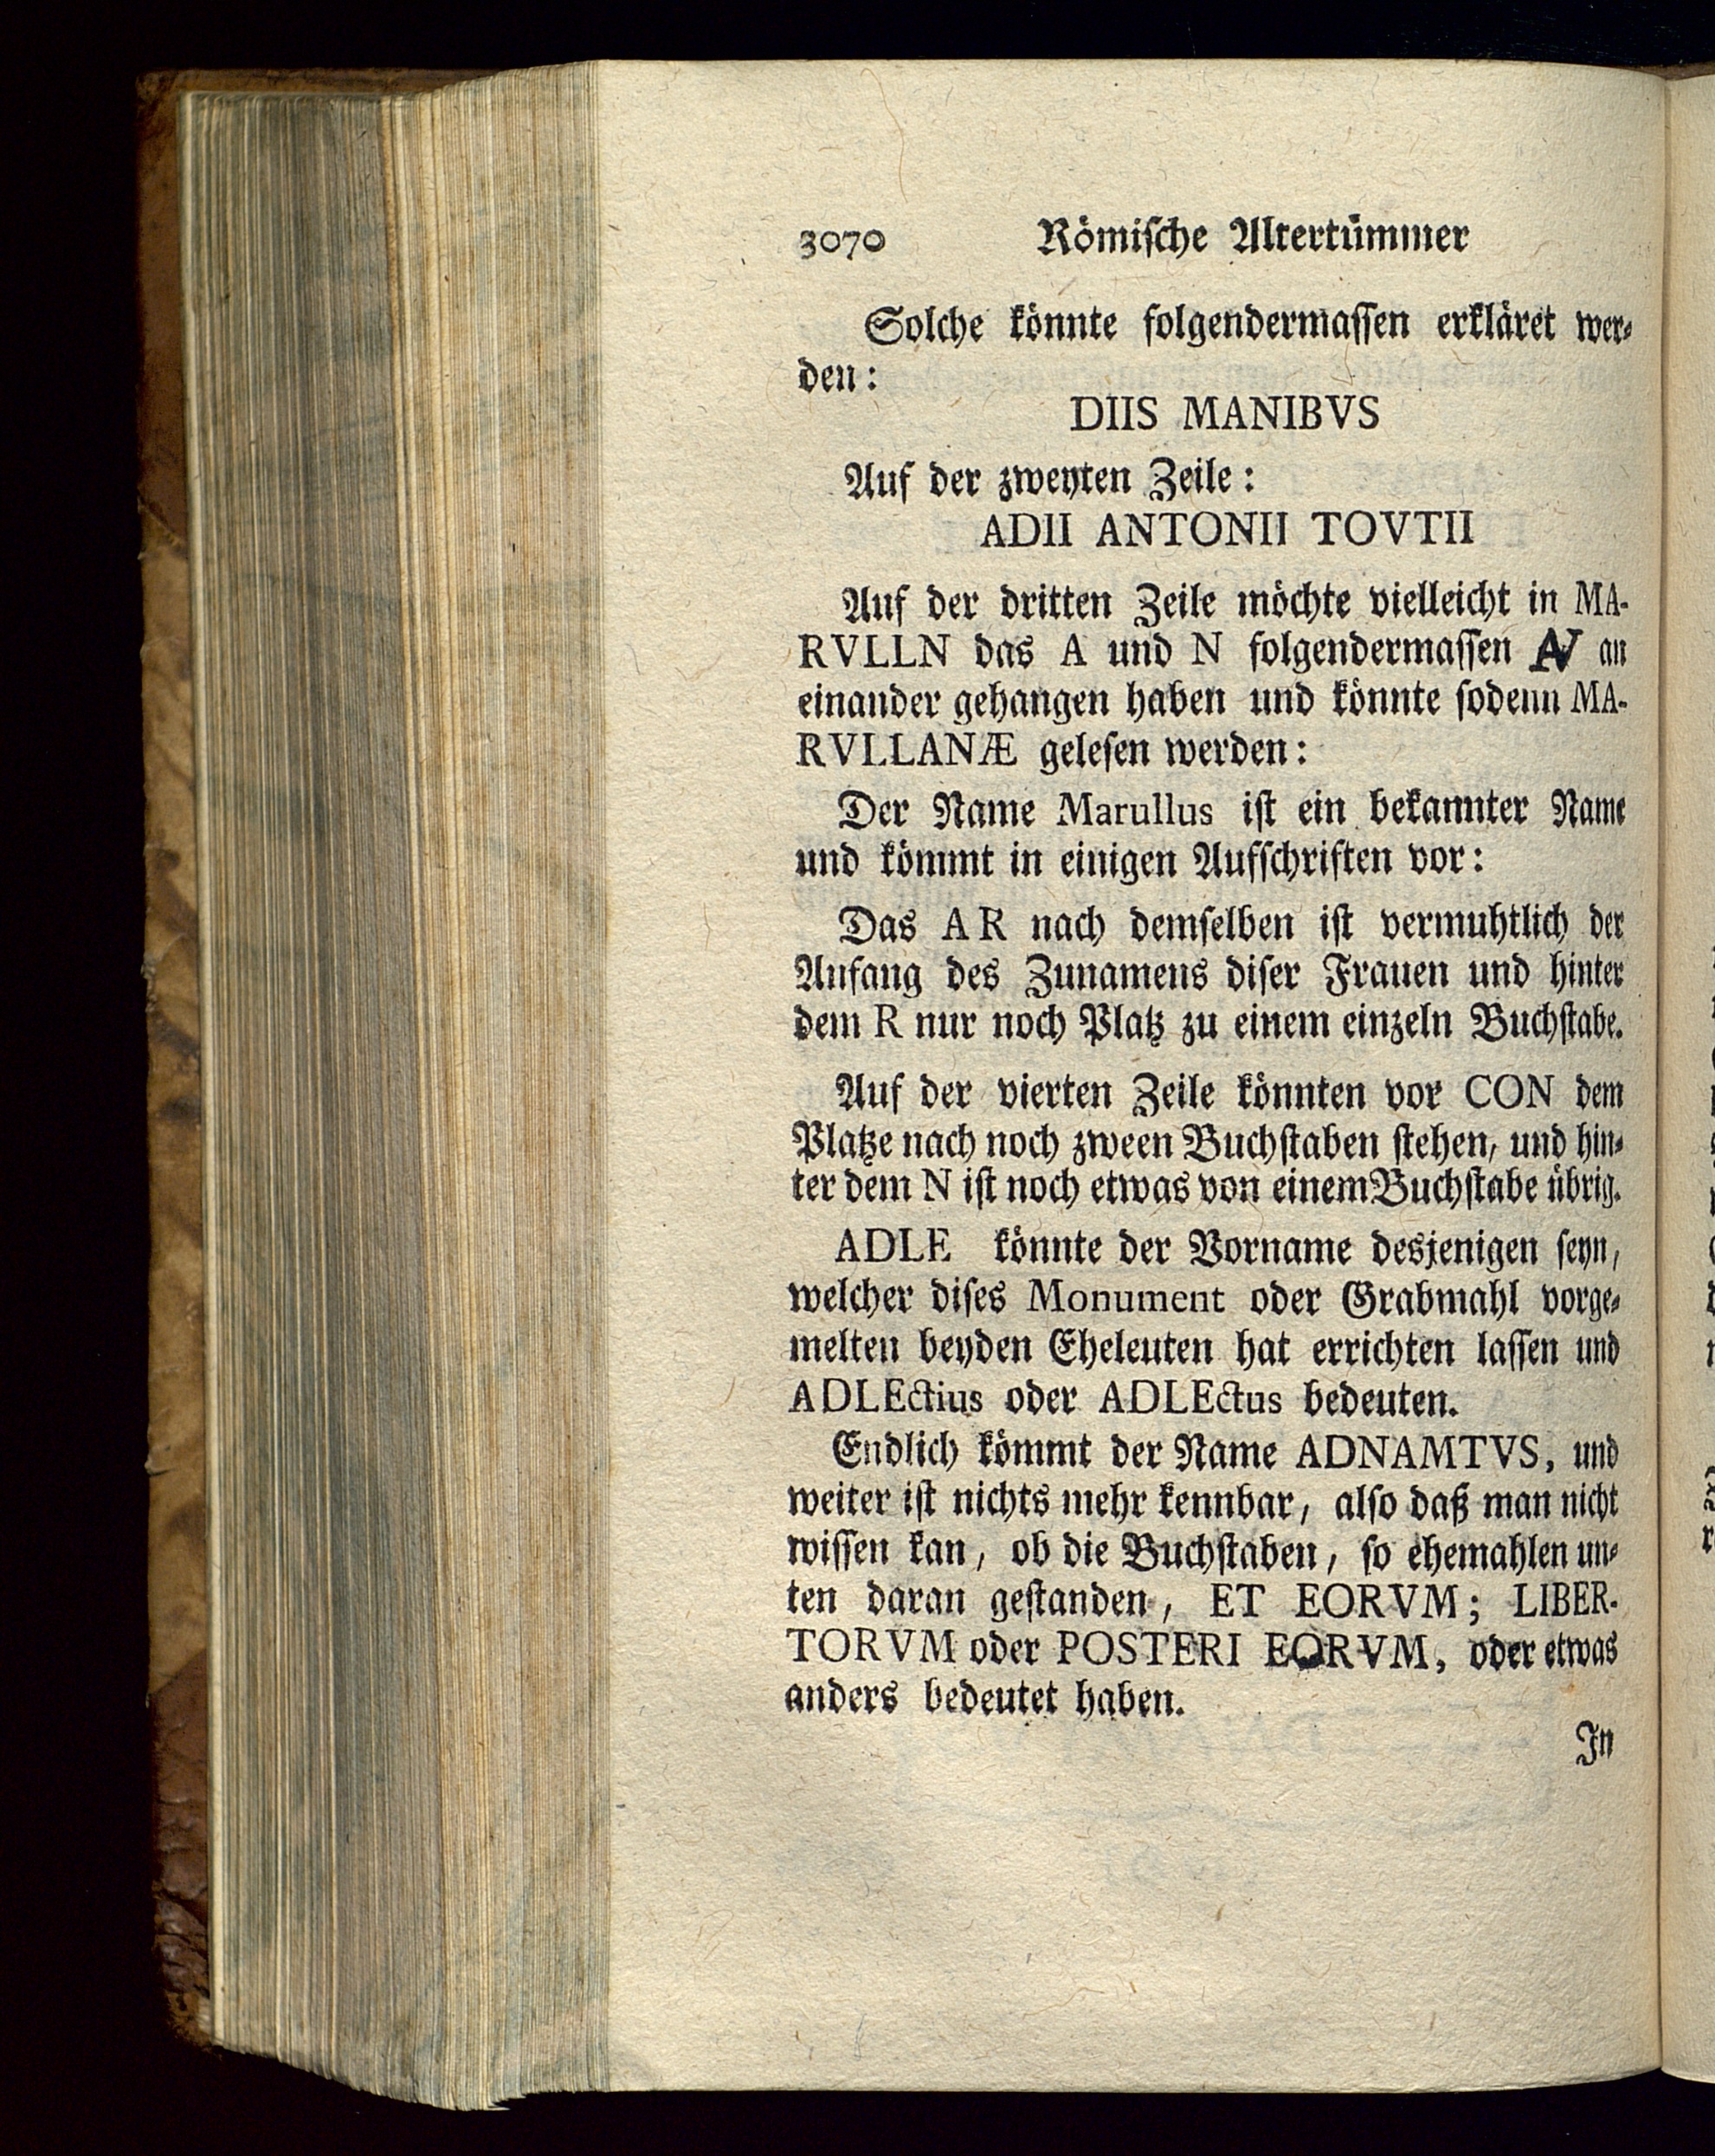 3070 Römische Altertümmer
Solche könnte folgendermassen erkläret wer-
den:
DIIS MANIBVS
Auf der zweyten Zeile:
ADII ANTONII TOVTII
Auf der dritten Zeile möchte vielleicht in MA-
RVLLN das A und N folgendermassen AN an
einander gehangen haben und könnte sodenn MA-
RVLLANÆ gelesen werden:
Der Name Marullus ist ein bekannter Name
und kömmt in einigen Aufschriften vor:
Das AR nach demselben ist vermuhtlich der
Anfang des Zunamens diser Frauen und hinter
dem R nur noch Platz zu einem einzeln Buchstabe.
Auf der vierten Zeile könnten vor CON dem
Platze nach noch zween Buchstaben stehen, und hin-
ter dem N ist noch etwas von einem Buchstabe übrig.
ADLE könnte der Vorname desjenigen seyn,
welcher dises Monument oder Grabmahl vorge-
melten beyden Eheleuten hat errichten lassen und
ADLEctius oder ADLEctus bedeuten.
Endlich kömmt der Name ADNAMTVS, und
weiter ist nichts mehr kennbar, also daß man nicht
wissen kan, ob die Buchstaben, so ehemahlen un-
ten daran gestanden, ET EORVM; LIBER-
TORVM oder POSTERI EORVM, oder etwas
anders bedeutet haben.
In